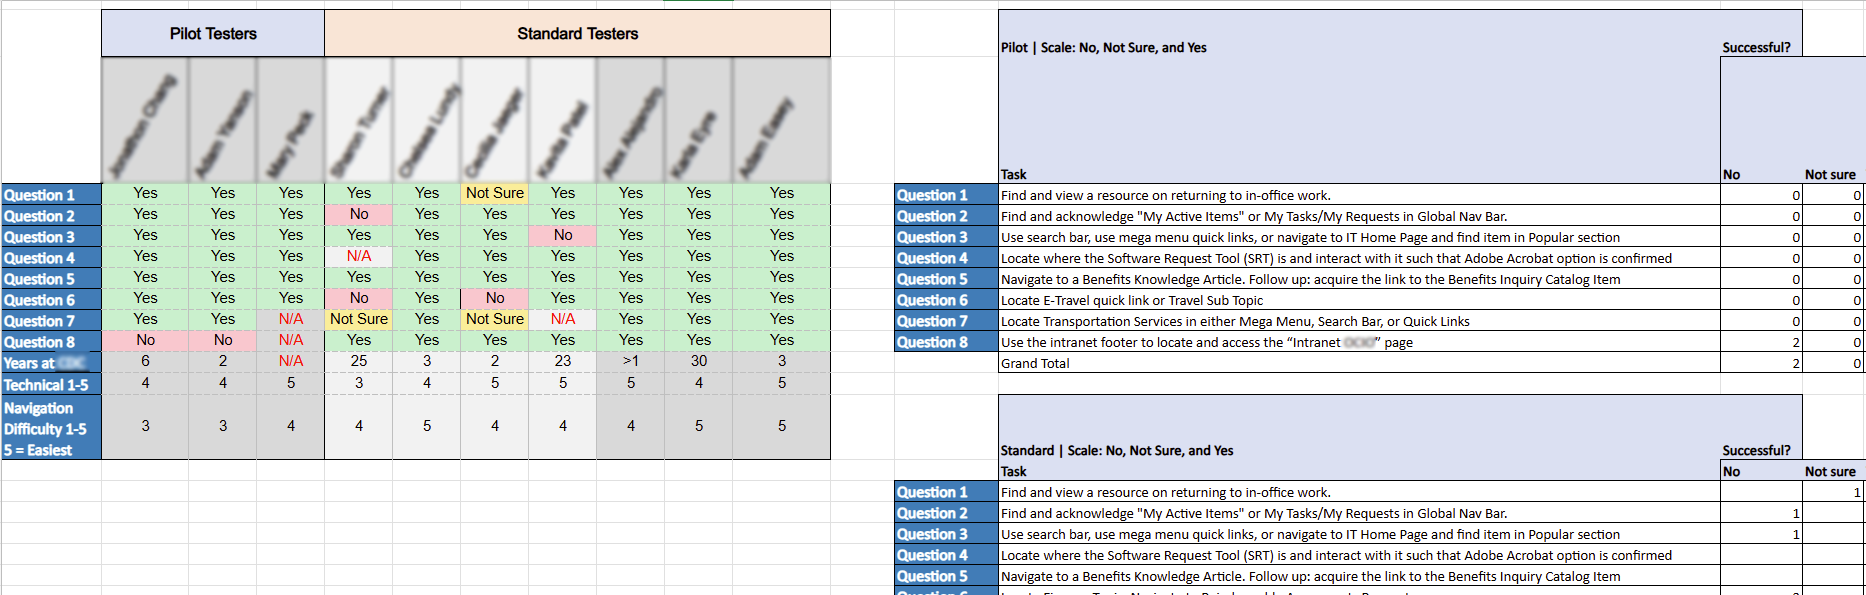 Pilot Testers Standard Testers
Question 1 Yes Yes Yes Yes Yes Not Sure Yes Yes Yes Yes
Question 2 Yes Yes Yes No Yes Yes Yes Yes Yes Yes
Question 3 Yes Yes Yes Yes Yes Yes No Yes Yes Yes
Question 4 Yes Yes Yes N/A Yes Yes Yes Yes Yes Yes
Question 5 Yes Yes Yes Yes Yes Yes Yes Yes Yes Yes
Question 6 Yes Yes Yes No Yes No Yes Yes Yes Yes
Question 7 Yes Yes N/A Not Sure Yes Not Sure N/A Yes Yes Yes
Question 8 No No N/A Yes Yes Yes Yes Yes Yes Yes
Years at 6 2 N/A 25 3 2 23 >1 30 3
Technical 1-5 4 4 5 3 4 5 5 5 4 5
Navigation
Difficulty 1-5 3 3 4 4 5 4 4 4 5 5
5 = Easiest
Pilot | Scale: No, Not Sure, and Yes Successful?
Task No Not sure
Question 1 Find and view a resource on returning to in-office work. 0 0
Question 2 Find and acknowledge "My Active Items" or My Tasks/My Requests in Global Nav Bar. 0 0
Question 3 Use search bar, use mega menu quick links, or navigate to IT Home Page and find item in Popular section 0 0
Question 4 Locate where the Software Request Tool (SRT) is and interact with it such that Adobe Acrobat option is confirmed 0 0
Question 5 Navigate to a Benefits Knowledge Article. Follow up: acquire the link to the Benefits Inquiry Catalog Item 0 0
Question 6 Locate E-Travel quick link or Travel Sub Topic 0 0
Question 7 Locate Transportation Services in either Mega Menu, Search Bar, or Quick Links 0 0
Question 8 Use the intranet footer to locate and access the “Intranet ” page 2 0
Grand Total 2 0
Standard | Scale: No, Not Sure, and Yes Successful?
Task No Not sure
Question 1 Find and view a resource on returning to in-office work. 1
Question 2 Find and acknowledge "My Active Items" or My Tasks/My Requests in Global Nav Bar. 1
Question 3 Use search bar, use mega menu quick links, or navigate to IT Home Page and find item in Popular section 1
Question 4 Locate where the Software Request Tool (SRT) is and interact with it such that Adobe Acrobat option is confirmed
Question 5 Navigate to a Benefits Knowledge Article. Follow up: acquire the link to the Benefits Inquiry Catalog Item